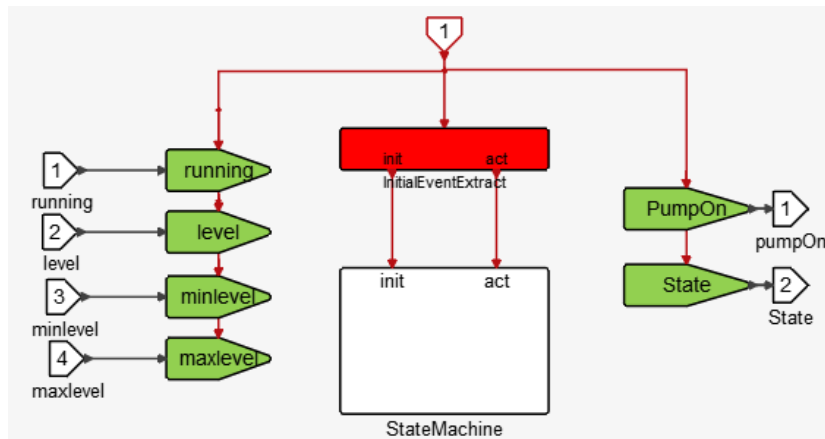 1
init act
InitialEventExtract
1
running
running
2
level
level
3
minlevel
minlevel
4
maxlevel
maxlevel
init act
StateMachine
PumpOn
1
pumpOn
State
2
State